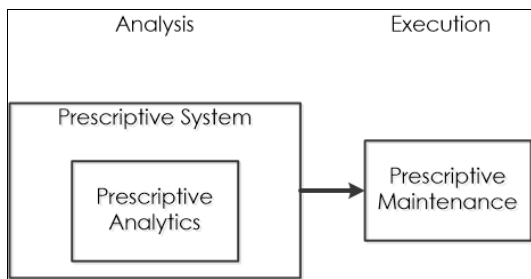 Analysis
Execution
Prescriptive System
Prescriptive
Analytics
Prescriptive
Maintenance